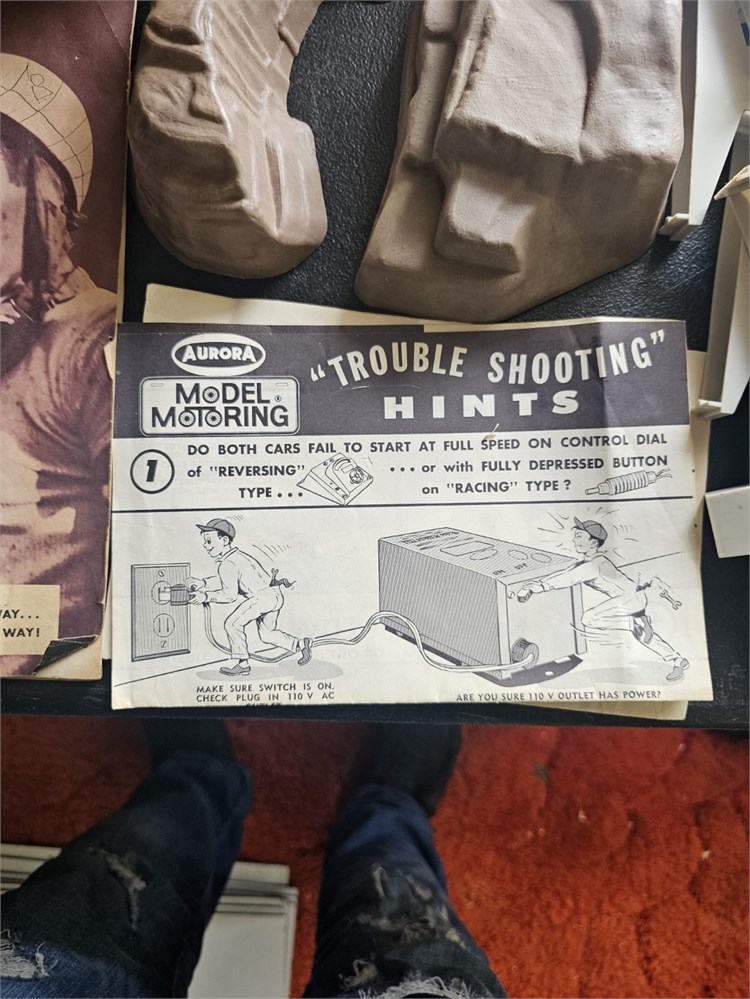 AURORA
MODEL
MOTORING®
"TROUBLE SHOOTING"
HINTS
1
DO BOTH CARS FAIL TO START AT FULL SPEED ON CONTROL DIAL
of "REVERSING" ... or with FULLY DEPRESSED BUTTON
TYPE... on "RACING" TYPE?
ON OFF
MAKE SURE SWITCH IS ON.
CHECK PLUG IN 110 V AC
ARE YOU SURE 110 V OUTLET HAS POWER?
WAY...
WAY!